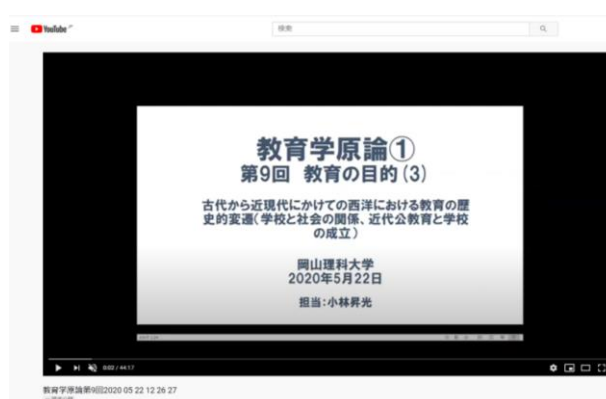 YouTube JP
検索
教育学原論①
第9回 教育の目的(3)
古代から近現代にかけての西洋における教育の歴
史的変遷(学校と社会の関係、近代公教育と学校
の成立)
岡山理科大学
2020年5月22日
担当:小林昇光
0:02 / 44:17
教育学原論第9回2020 05 22 12 26 27